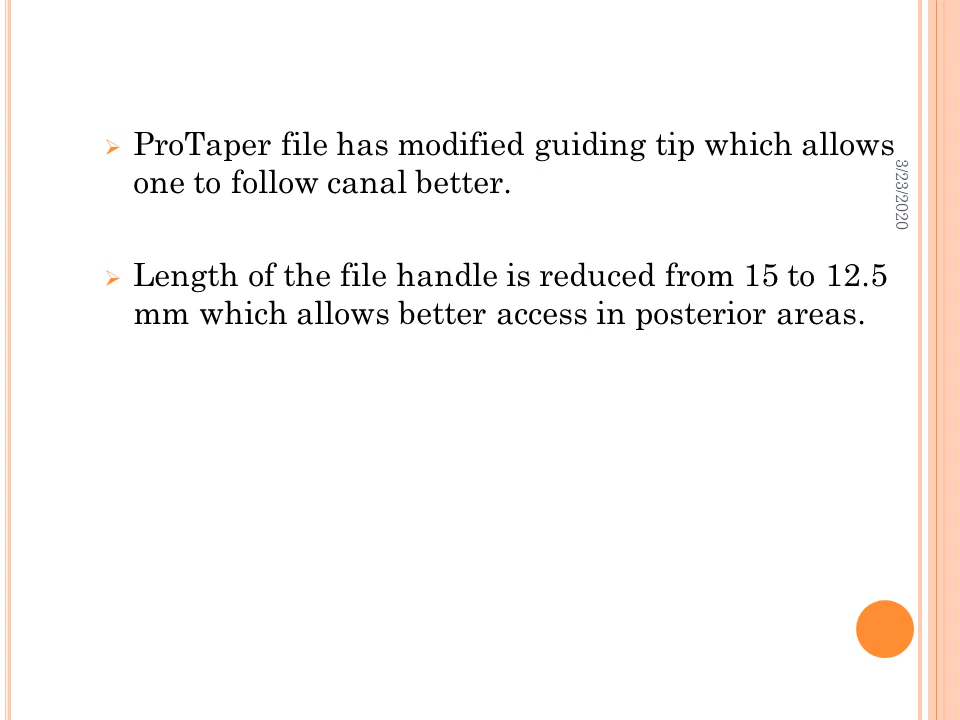 ProTaper file has modified guiding tip which allows
one to follow canal better.
Length of the file handle is reduced from 15 to 12.5
mm which allows better access in posterior areas.
3/23/2020